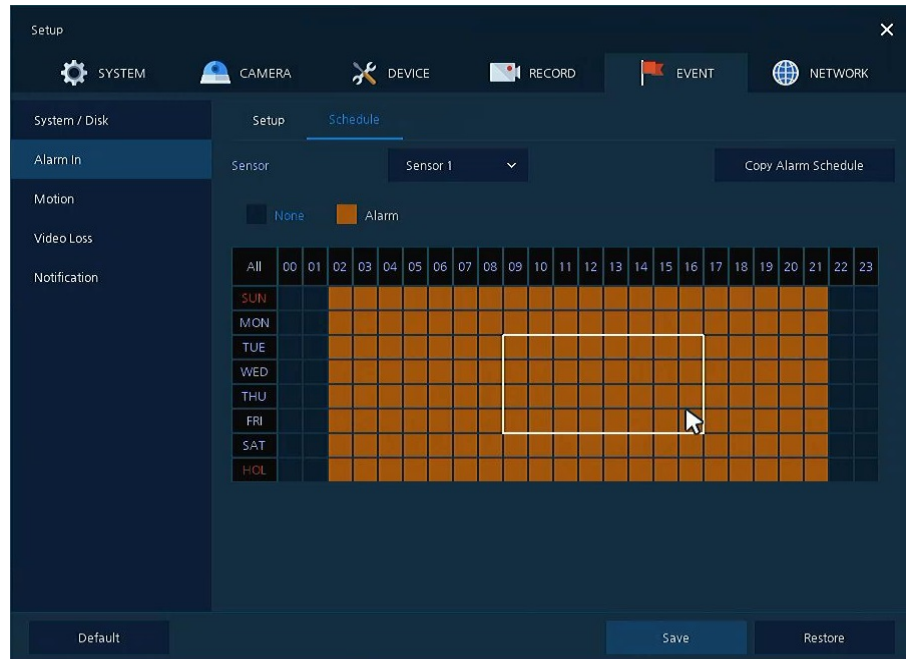 Setup
SYSTEM CAMERA DEVICE RECORD EVENT NETWORK
System / Disk
Alarm In
Motion
Video Loss
Notification
Setup Schedule
Sensor Sensor 1 Copy Alarm Schedule
None Alarm
All 00 01 02 03 04 05 06 07 08 09 10 11 12 13 14 15 16 17 18 19 20 21 22 23
SUN
MON
TUE
WED
THU
FRI
SAT
HOL
Default Save Restore